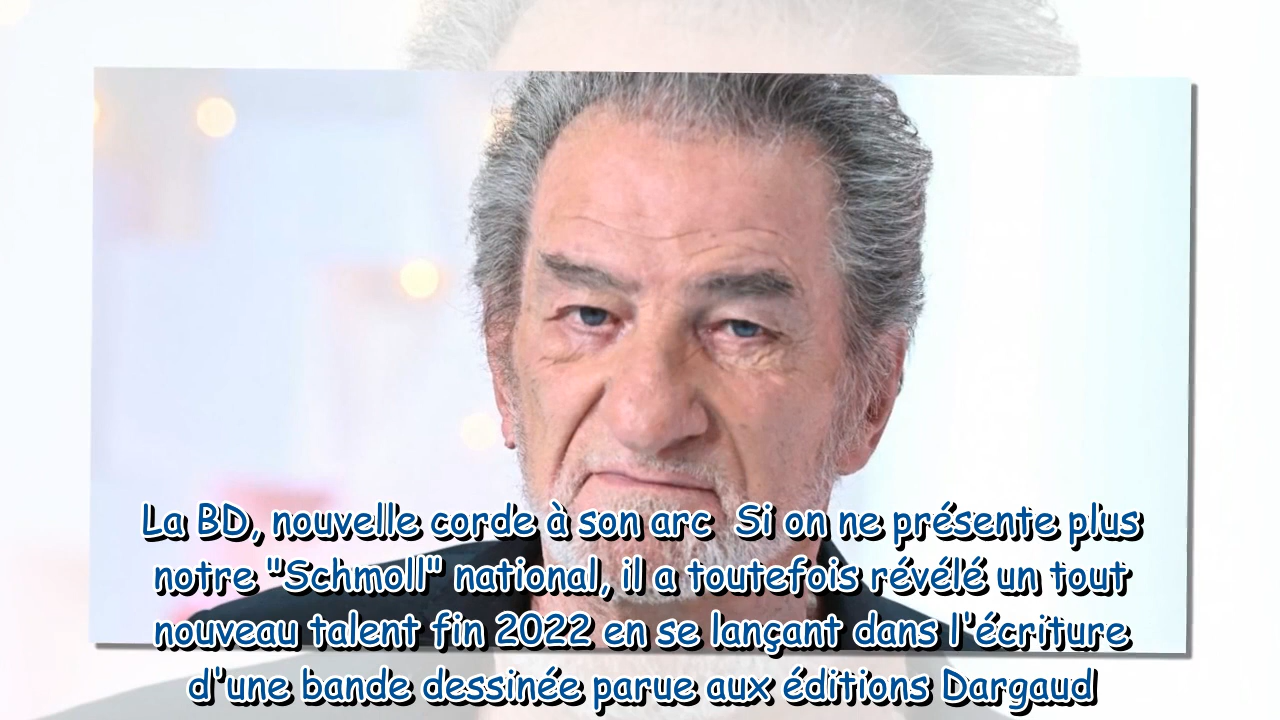 La BD, nouvelle corde à son arc  Si on ne présente plus
notre "Schmoll" national, il a toutefois révélé un tout
nouveau talent fin 2022 en se lançant dans l'écriture
d'une bande dessinée parue aux éditions Dargaud